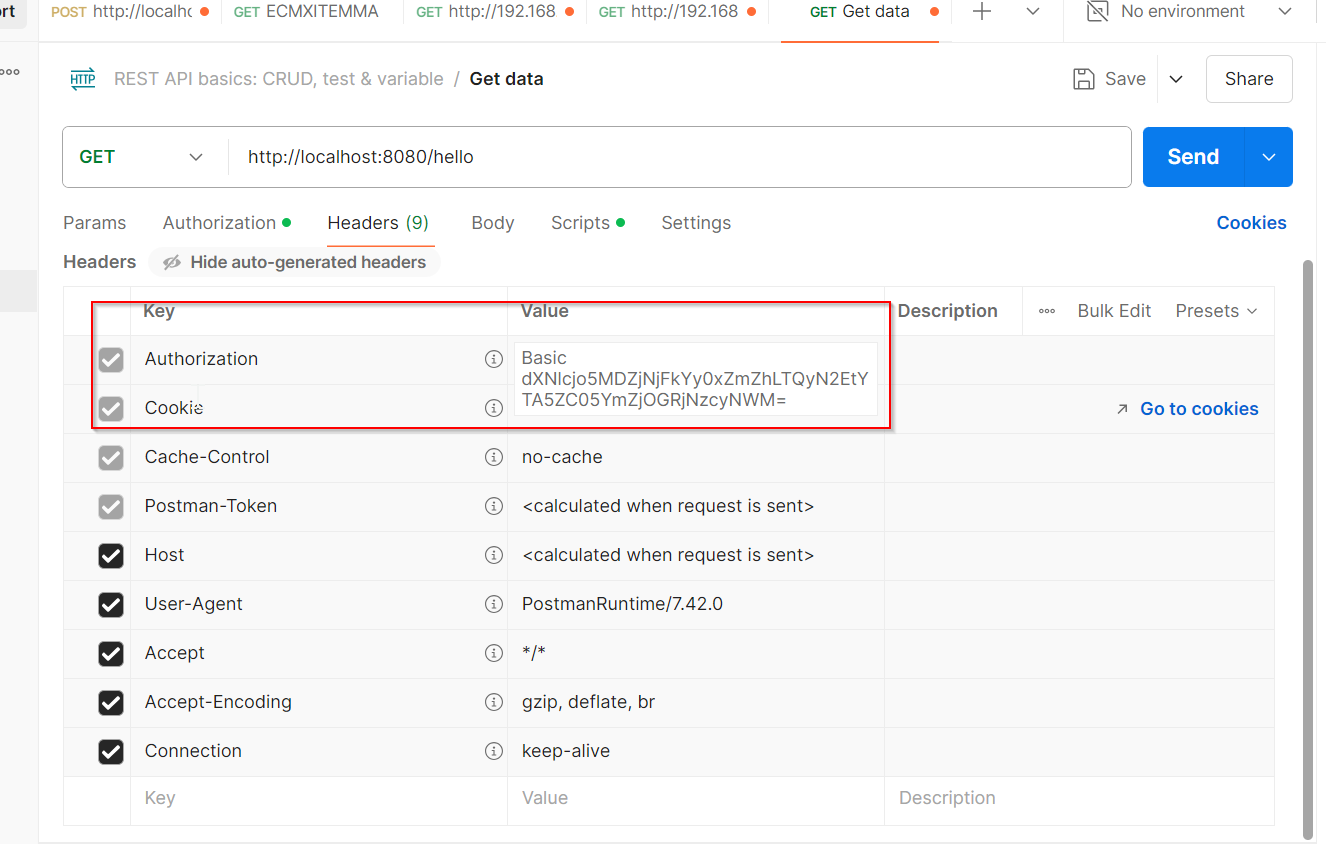 ort POST http://localho GET ECMXITEMMA GET http://192.168 GET http://192.168 GET Get data No environment
REST API basics: CRUD, test & variable / Get data Save Share
GET http://localhost:8080/hello Send
Params Authorization Headers (9) Body Scripts Settings Cookies
Headers Hide auto-generated headers
Key Value Description Bulk Edit Presets
Authorization Basic
dXNlcjo5MDZjNjFkYy0xZmZhLTQyN2EtY
TA5ZC05YmZjOGRjNzcyNWM=
Cookie Go to cookies
Cache-Control no-cache
Postman-Token <calculated when request is sent>
Host <calculated when request is sent>
User-Agent PostmanRuntime/7.42.0
Accept */*
Accept-Encoding gzip, deflate, br
Connection keep-alive
Key Value Description